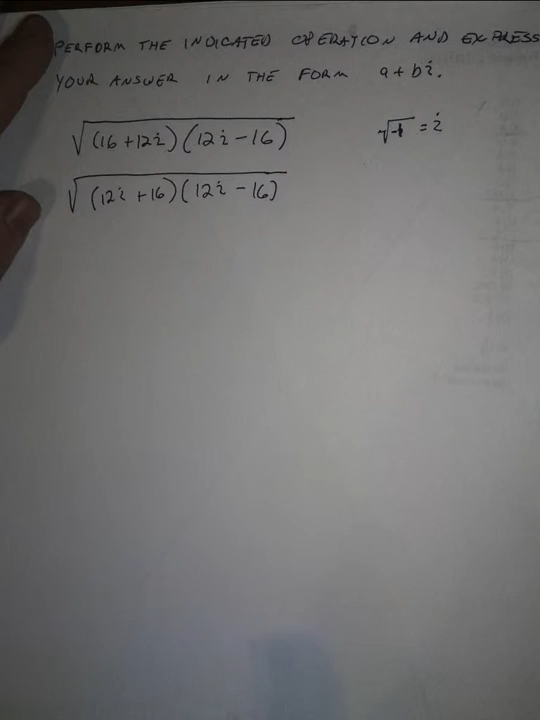 PERFORM THE INDICATED OPERATION AND EXPRESS
YOUR ANSWER IN THE FORM a + bi.
√(16+12i)(12i-16) √-1 = i
√(12i+16)(12i-16)